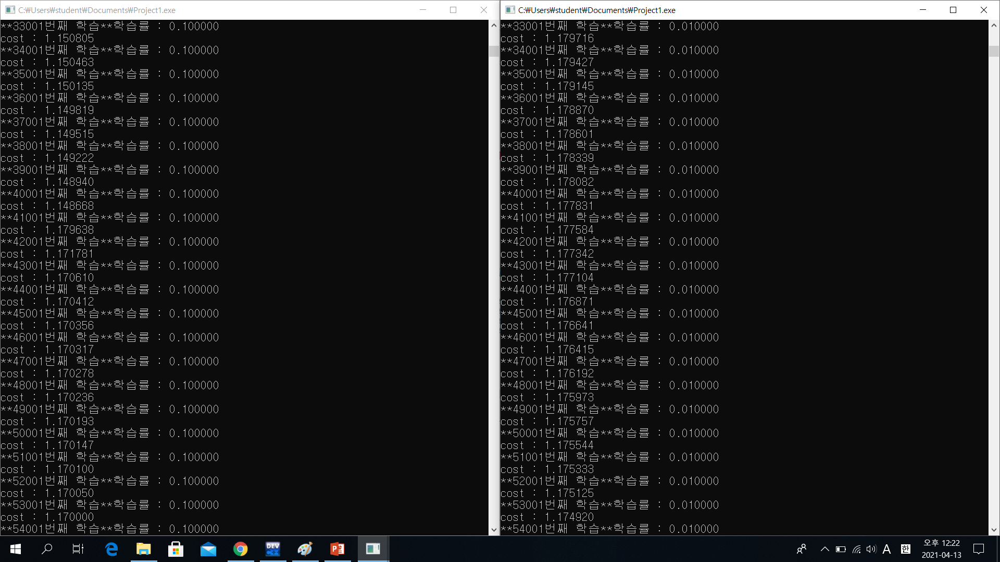 C:₩Users₩student₩Documents₩Project1.exe
**33001번째 학습**학습률 : 0.100000
cost : 1.150805
**34001번째 학습**학습률 : 0.100000
cost : 1.150463
**35001번째 학습**학습률 : 0.100000
cost : 1.150135
**36001번째 학습**학습률 : 0.100000
cost : 1.149819
**37001번째 학습**학습률 : 0.100000
cost : 1.149515
**38001번째 학습**학습률 : 0.100000
cost : 1.149222
**39001번째 학습**학습률 : 0.100000
cost : 1.148940
**40001번째 학습**학습률 : 0.100000
cost : 1.148668
**41001번째 학습**학습률 : 0.100000
cost : 1.179638
**42001번째 학습**학습률 : 0.100000
cost : 1.171781
**43001번째 학습**학습률 : 0.100000
cost : 1.170610
**44001번째 학습**학습률 : 0.100000
cost : 1.170412
**45001번째 학습**학습률 : 0.100000
cost : 1.170356
**46001번째 학습**학습률 : 0.100000
cost : 1.170317
**47001번째 학습**학습률 : 0.100000
cost : 1.170278
**48001번째 학습**학습률 : 0.100000
cost : 1.170236
**49001번째 학습**학습률 : 0.100000
cost : 1.170193
**50001번째 학습**학습률 : 0.100000
cost : 1.170147
**51001번째 학습**학습률 : 0.100000
cost : 1.170100
**52001번째 학습**학습률 : 0.100000
cost : 1.170050
**53001번째 학습**학습률 : 0.100000
cost : 1.170000
**54001번째 학습**학습률 : 0.100000
C:₩Users₩student₩Documents₩Project1.exe
**33001번째 학습**학습률 : 0.010000
cost : 1.179716
**34001번째 학습**학습률 : 0.010000
cost : 1.179427
**35001번째 학습**학습률 : 0.010000
cost : 1.179145
**36001번째 학습**학습률 : 0.010000
cost : 1.178870
**37001번째 학습**학습률 : 0.010000
cost : 1.178601
**38001번째 학습**학습률 : 0.010000
cost : 1.178339
**39001번째 학습**학습률 : 0.010000
cost : 1.178082
**40001번째 학습**학습률 : 0.010000
cost : 1.177831
**41001번째 학습**학습률 : 0.010000
cost : 1.177584
**42001번째 학습**학습률 : 0.010000
cost : 1.177342
**43001번째 학습**학습률 : 0.010000
cost : 1.177104
**44001번째 학습**학습률 : 0.010000
cost : 1.176871
**45001번째 학습**학습률 : 0.010000
cost : 1.176641
**46001번째 학습**학습률 : 0.010000
cost : 1.176415
**47001번째 학습**학습률 : 0.010000
cost : 1.176192
**48001번째 학습**학습률 : 0.010000
cost : 1.175973
**49001번째 학습**학습률 : 0.010000
cost : 1.175757
**50001번째 학습**학습률 : 0.010000
cost : 1.175544
**51001번째 학습**학습률 : 0.010000
cost : 1.175333
**52001번째 학습**학습률 : 0.010000
cost : 1.175125
**53001번째 학습**학습률 : 0.010000
cost : 1.174920
**54001번째 학습**학습률 : 0.010000
DEV
C++
A
한
오후 12:22
2021-04-13